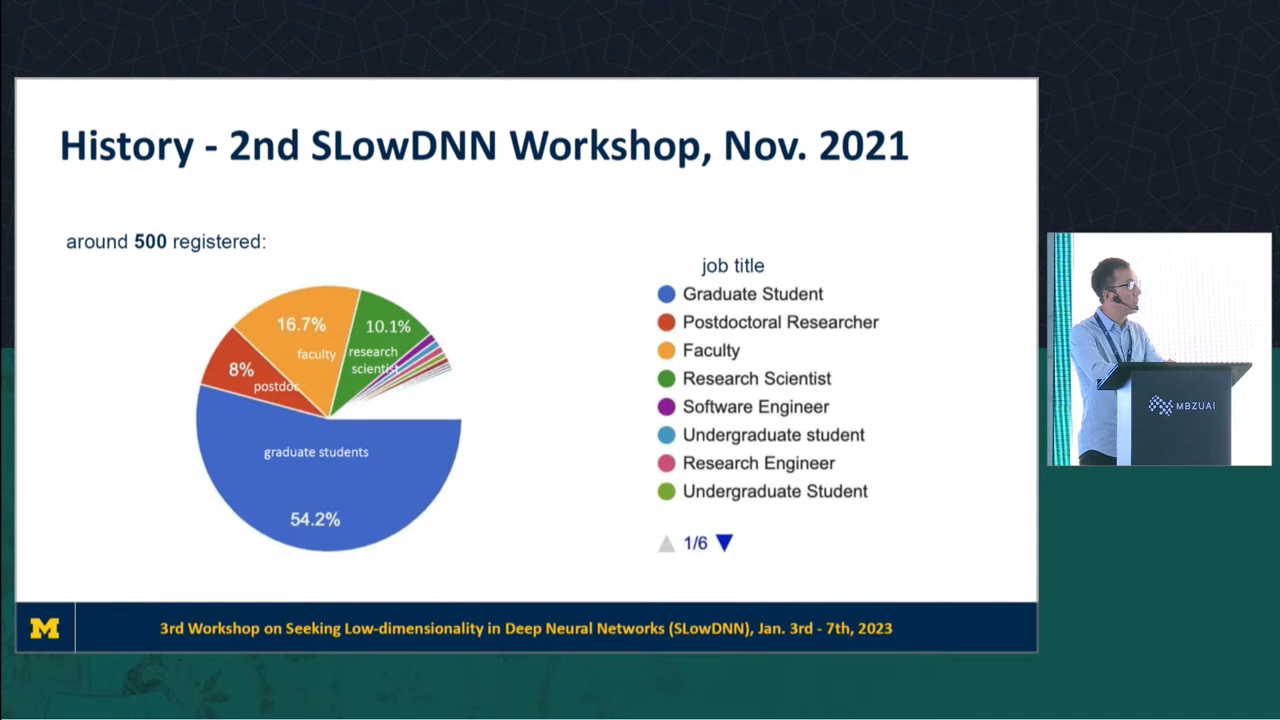 History - 2nd SLowDNN Workshop, Nov. 2021
around 500 registered:
job title
16.7%
faculty
10.1%
research
scientist
8%
postdoc
graduate students
54.2%
Graduate Student
Postdoctoral Researcher
Faculty
Research Scientist
Software Engineer
Undergraduate student
Research Engineer
Undergraduate Student
1/6
M
3rd Workshop on Seeking Low-dimensionality in Deep Neural Networks (SLowDNN), Jan. 3rd - 7th, 2023
MBZUAI